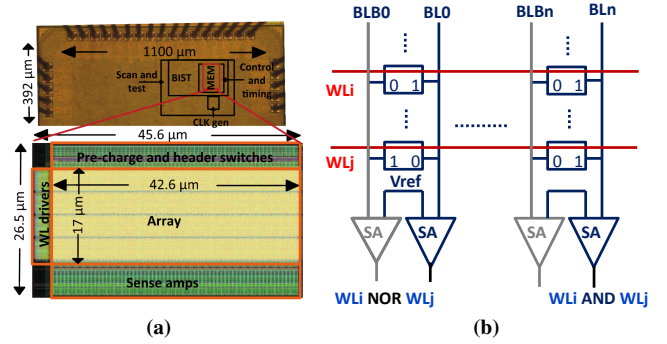 1100 µm
392 µm
Scan and test
BIST
MEM
Control and timing
CLK gen
45.6 µm
Pre-charge and header switches
42.6 µm
26.5 µm
WL drivers
17 µm
Array
Sense amps
(a)
BLB0 BL0 BLBn BLn
WLi
0 1 0 1
WLj
1 0 0 1
Vref
SA SA SA SA
WLi NOR WLj WLi AND WLj
(b)